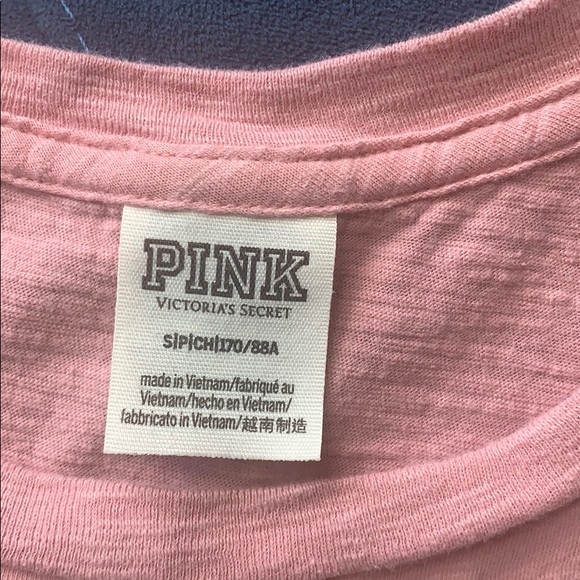 PINK
VICTORIA'S SECRET
S|P|CH|170/88A
made in Vietnam/fabriqué au
Vietnam/hecho en Vietnam/
fabbricato in Vietnam/越南制造